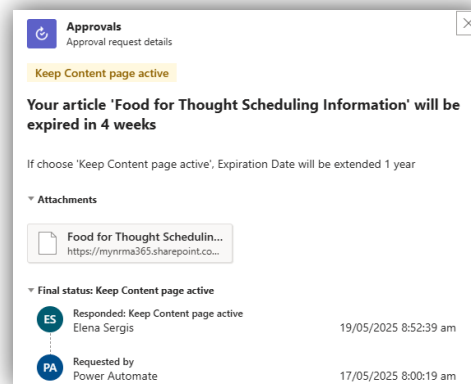 Approvals
Approval request details
Keep Content page active
Your article 'Food for Thought Scheduling Information' will be
expired in 4 weeks
If choose 'Keep Content page active', Expiration Date will be extended 1 year
Attachments
Food for Thought Schedulin...
https://mynrma365.sharepoint.co...
Final status: Keep Content page active
ES
Responded: Keep Content page active
Elena Sergis
19/05/2025 8:52:39 am
PA
Requested by
Power Automate
17/05/2025 8:00:19 am